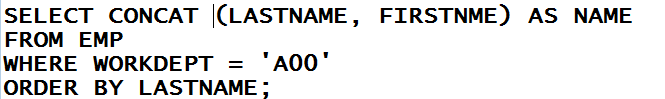 SELECT CONCAT (LASTNAME, FIRSTNME) AS NAME
FROM EMP
WHERE WORKDEPT = 'A00'
ORDER BY LASTNAME;